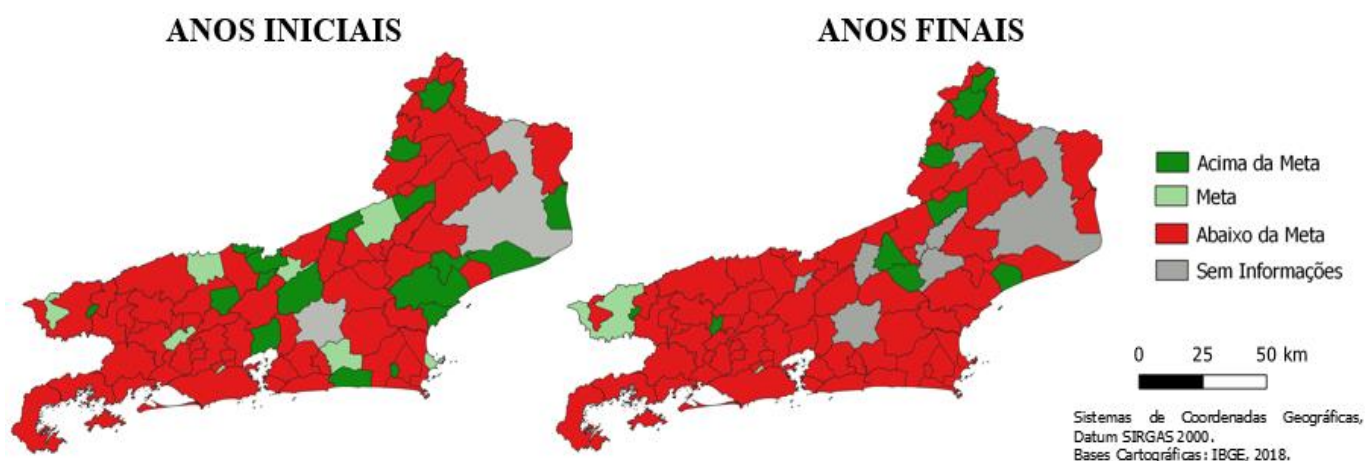 ANOS INICIAIS
ANOS FINAIS
Acima da Meta
Meta
Abaixo da Meta
Sem Informações
0 25 50 km
Sistemas de Coordenadas Geográficas,
Datum SIRGAS 2000.
Bases Cartográficas: IBGE, 2018.